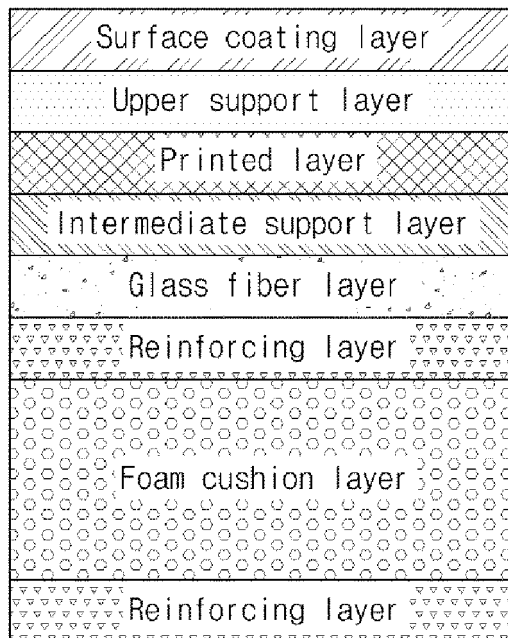 Surface coating layer
Upper support layer
Printed layer
Intermediate support layer
Glass fiber layer
Reinforcing layer
Foam cushion layer
Reinforcing layer